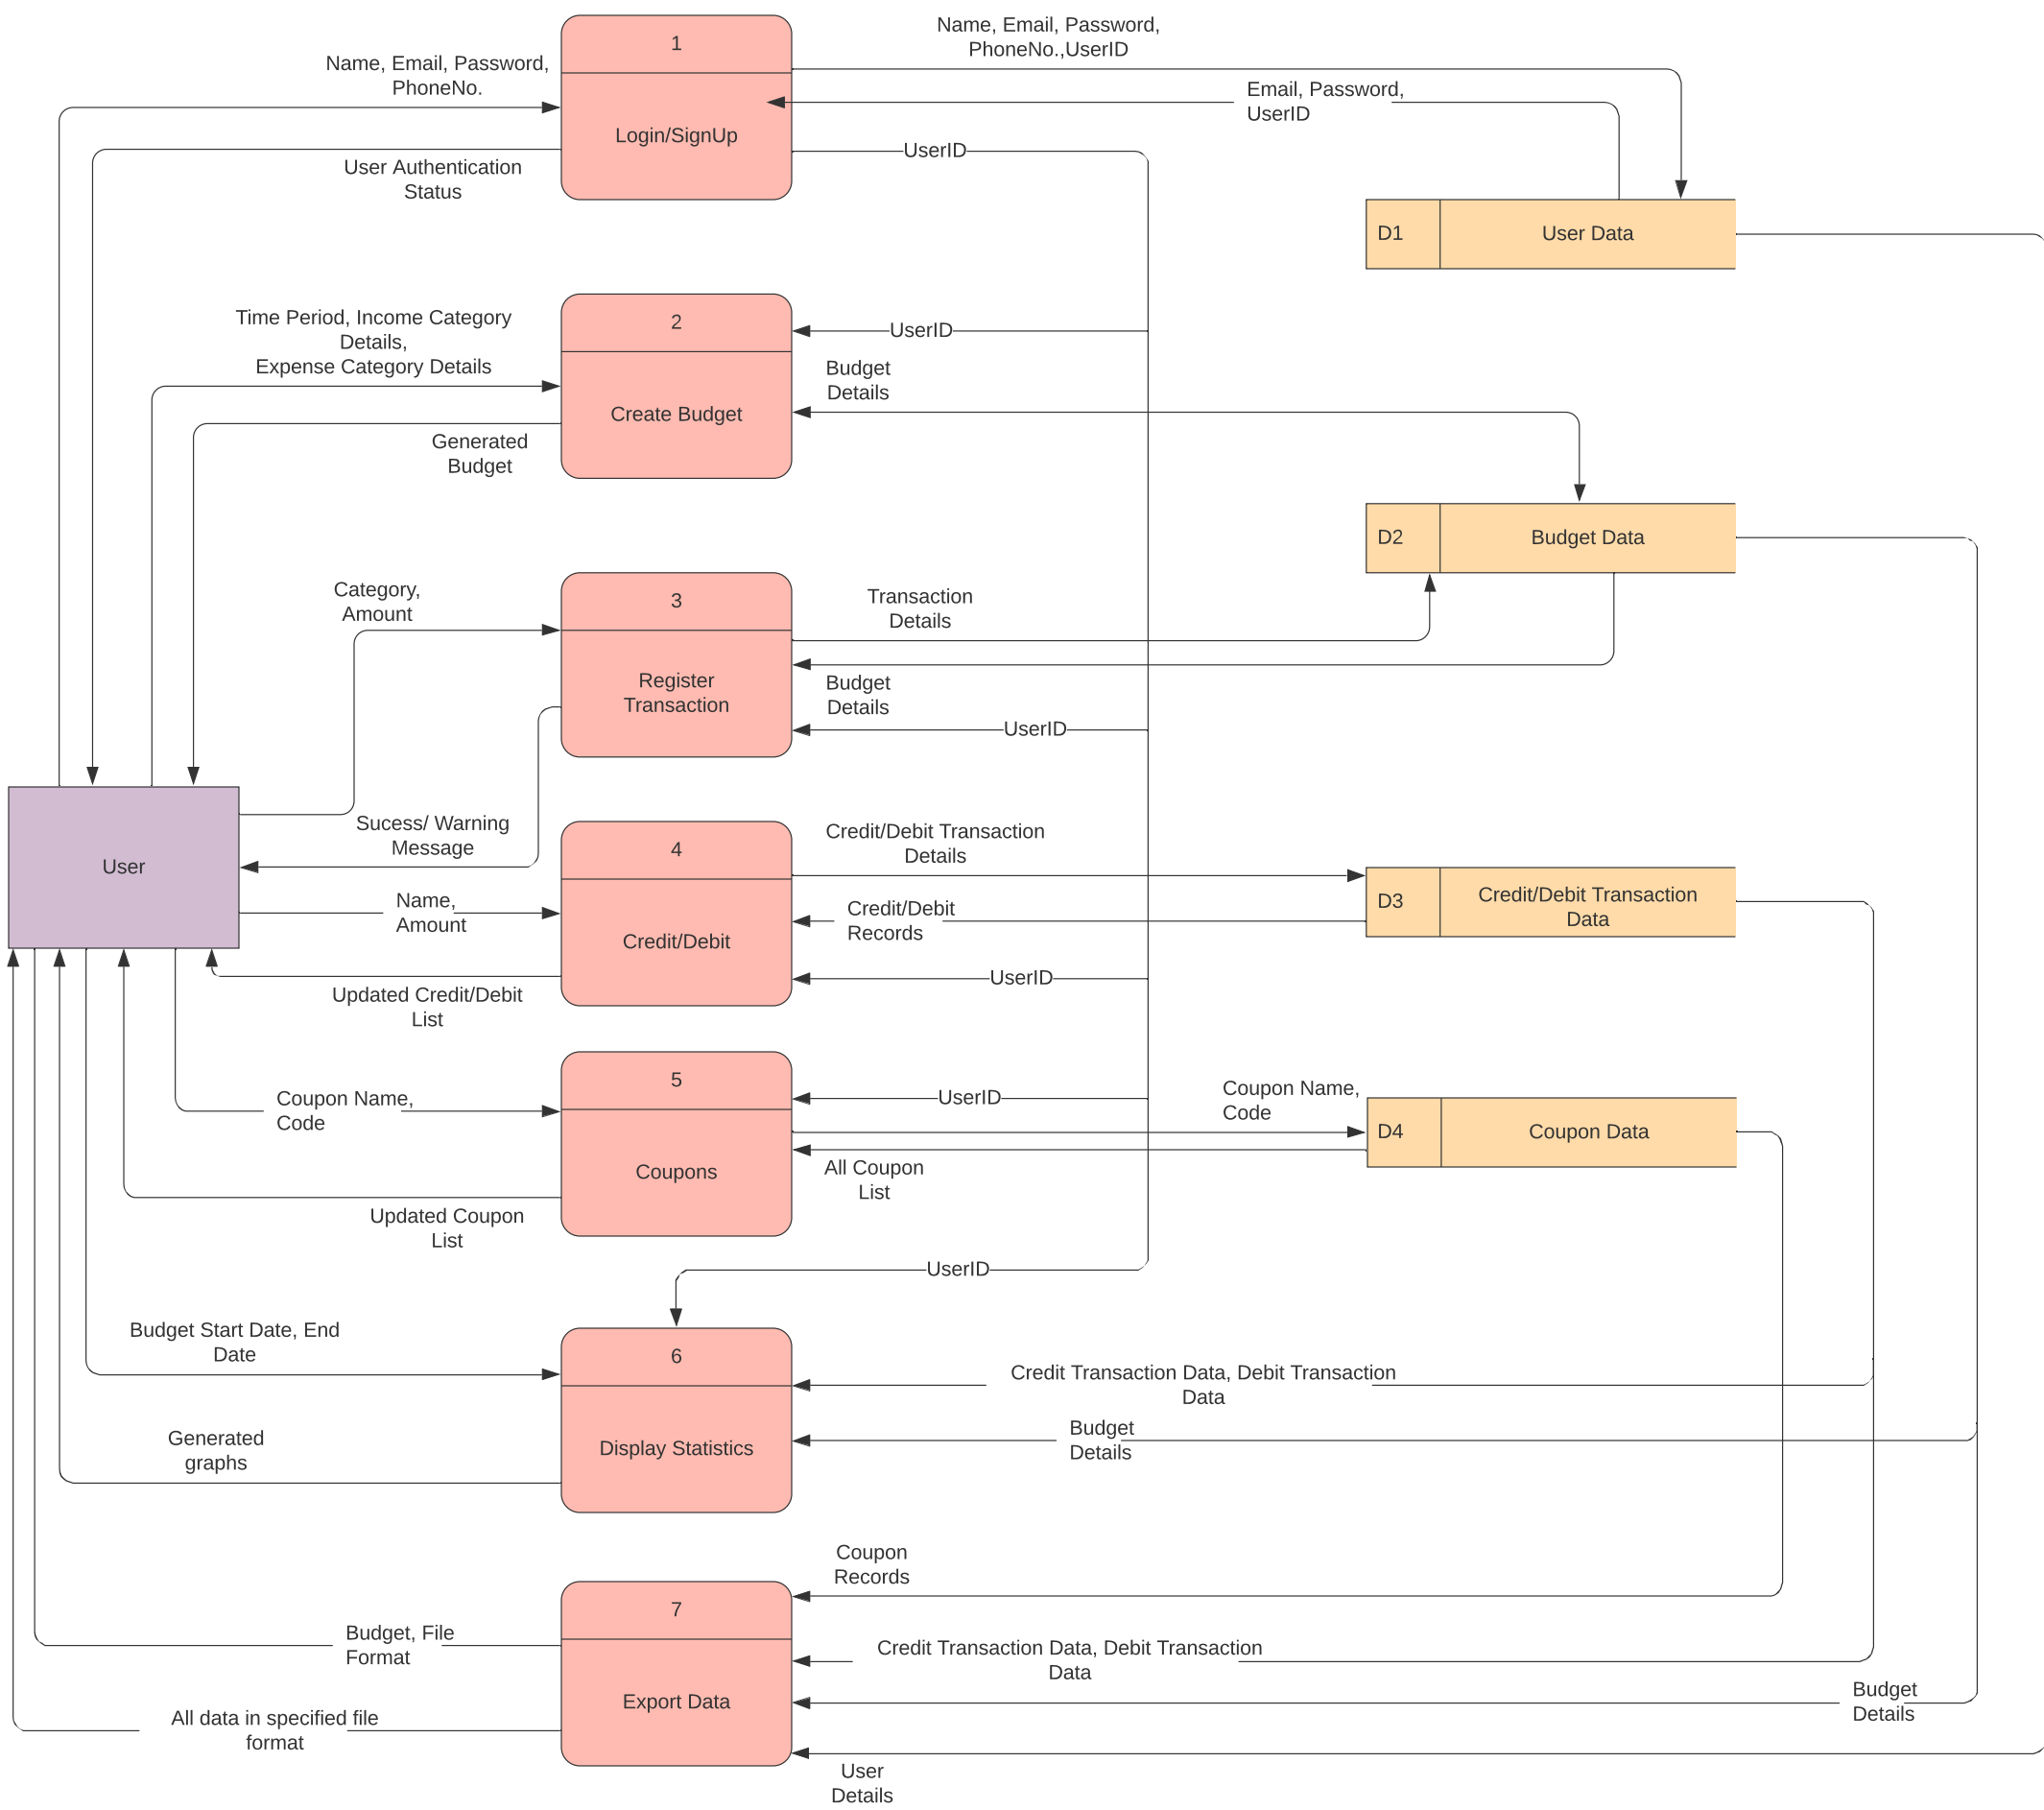 1
Login/SignUp
Name, Email, Password,
PhoneNo.
User Authentication
Status
Name, Email, Password,
PhoneNo.,UserID
Email, Password,
UserID
UserID
D1
User Data
2
Create Budget
Time Period, Income Category
Details,
Expense Category Details
Generated
Budget
UserID
Budget
Details
D2
Budget Data
3
Register
Transaction
Category,
Amount
Sucess/ Warning
Message
Transaction
Details
Budget
Details
UserID
User
4
Credit/Debit
Name,
Amount
Updated Credit/Debit
List
Credit/Debit Transaction
Details
Credit/Debit
Records
UserID
D3
Credit/Debit Transaction
Data
5
Coupons
Coupon Name,
Code
Updated Coupon
List
UserID
Coupon Name,
Code
All Coupon
List
D4
Coupon Data
UserID
6
Display Statistics
Budget Start Date, End
Date
Generated
graphs
Credit Transaction Data, Debit Transaction
Data
Budget
Details
7
Export Data
Budget, File
Format
All data in specified file
format
Coupon
Records
Credit Transaction Data, Debit Transaction
Data
Budget
Details
User
Details